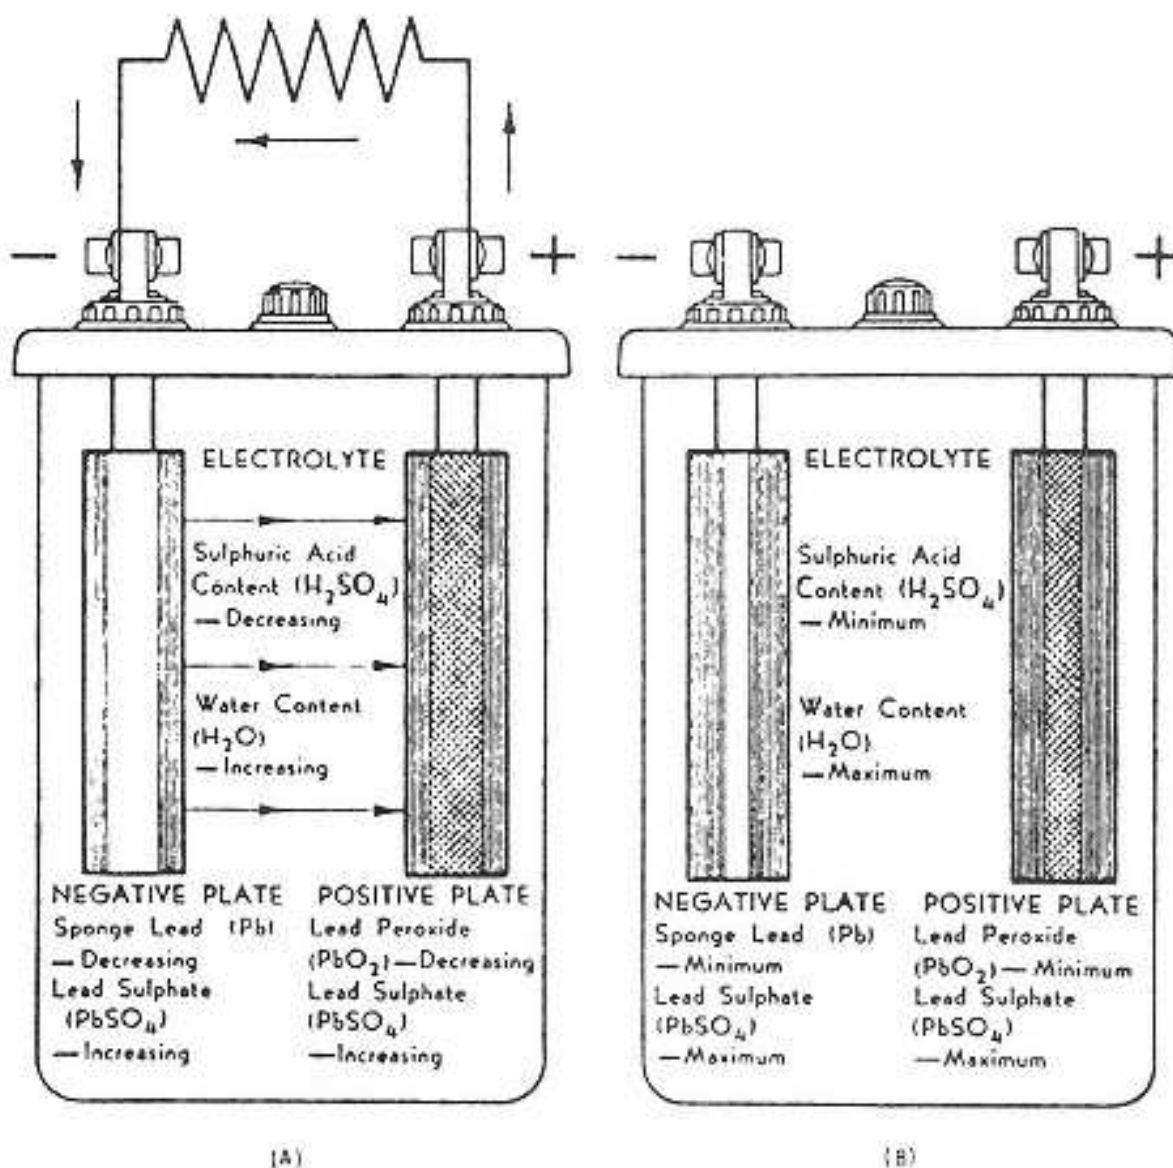 − + − +
ELECTROLYTE
Sulphuric Acid
Content (H₂SO₄)
— Decreasing
Water Content
(H₂O)
— Increasing
NEGATIVE PLATE
Sponge Lead (Pb)
— Decreasing
Lead Sulphate
(PbSO₄)
— Increasing
POSITIVE PLATE
Lead Peroxide
(PbO₂) — Decreasing
Lead Sulphate
(PbSO₄)
— Increasing
(A)
ELECTROLYTE
Sulphuric Acid
Content (H₂SO₄)
— Minimum
Water Content
(H₂O)
— Maximum
NEGATIVE PLATE
Sponge Lead (Pb)
— Minimum
Lead Sulphate
(PbSO₄)
— Maximum
POSITIVE PLATE
Lead Peroxide
(PbO₂) — Minimum
Lead Sulphate
(PbSO₄)
— Maximum
(B)